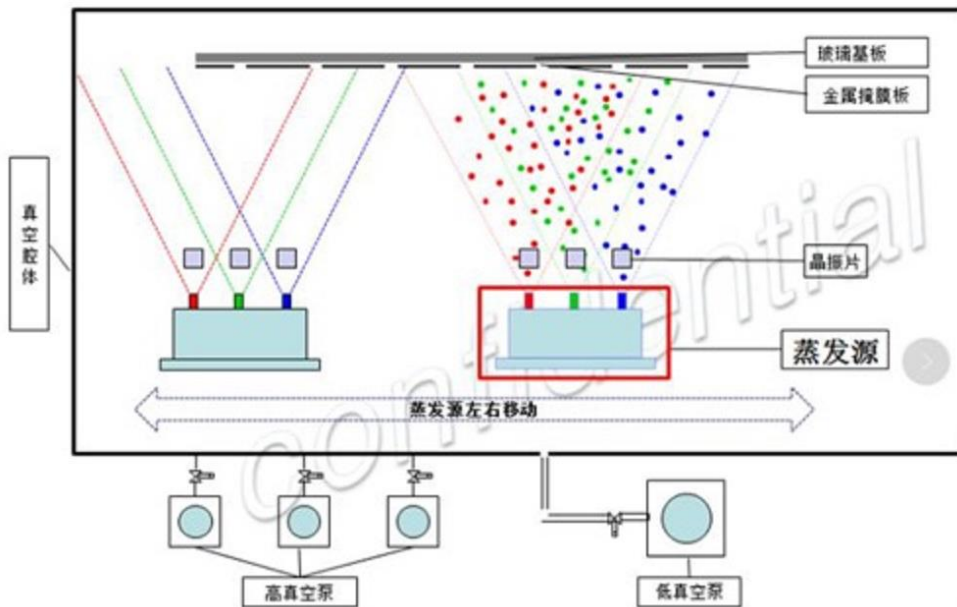 玻璃基板
金属掩膜板
真空腔体
晶振片
蒸发源
蒸发源左右移动
confidential
高真空泵
低真空泵